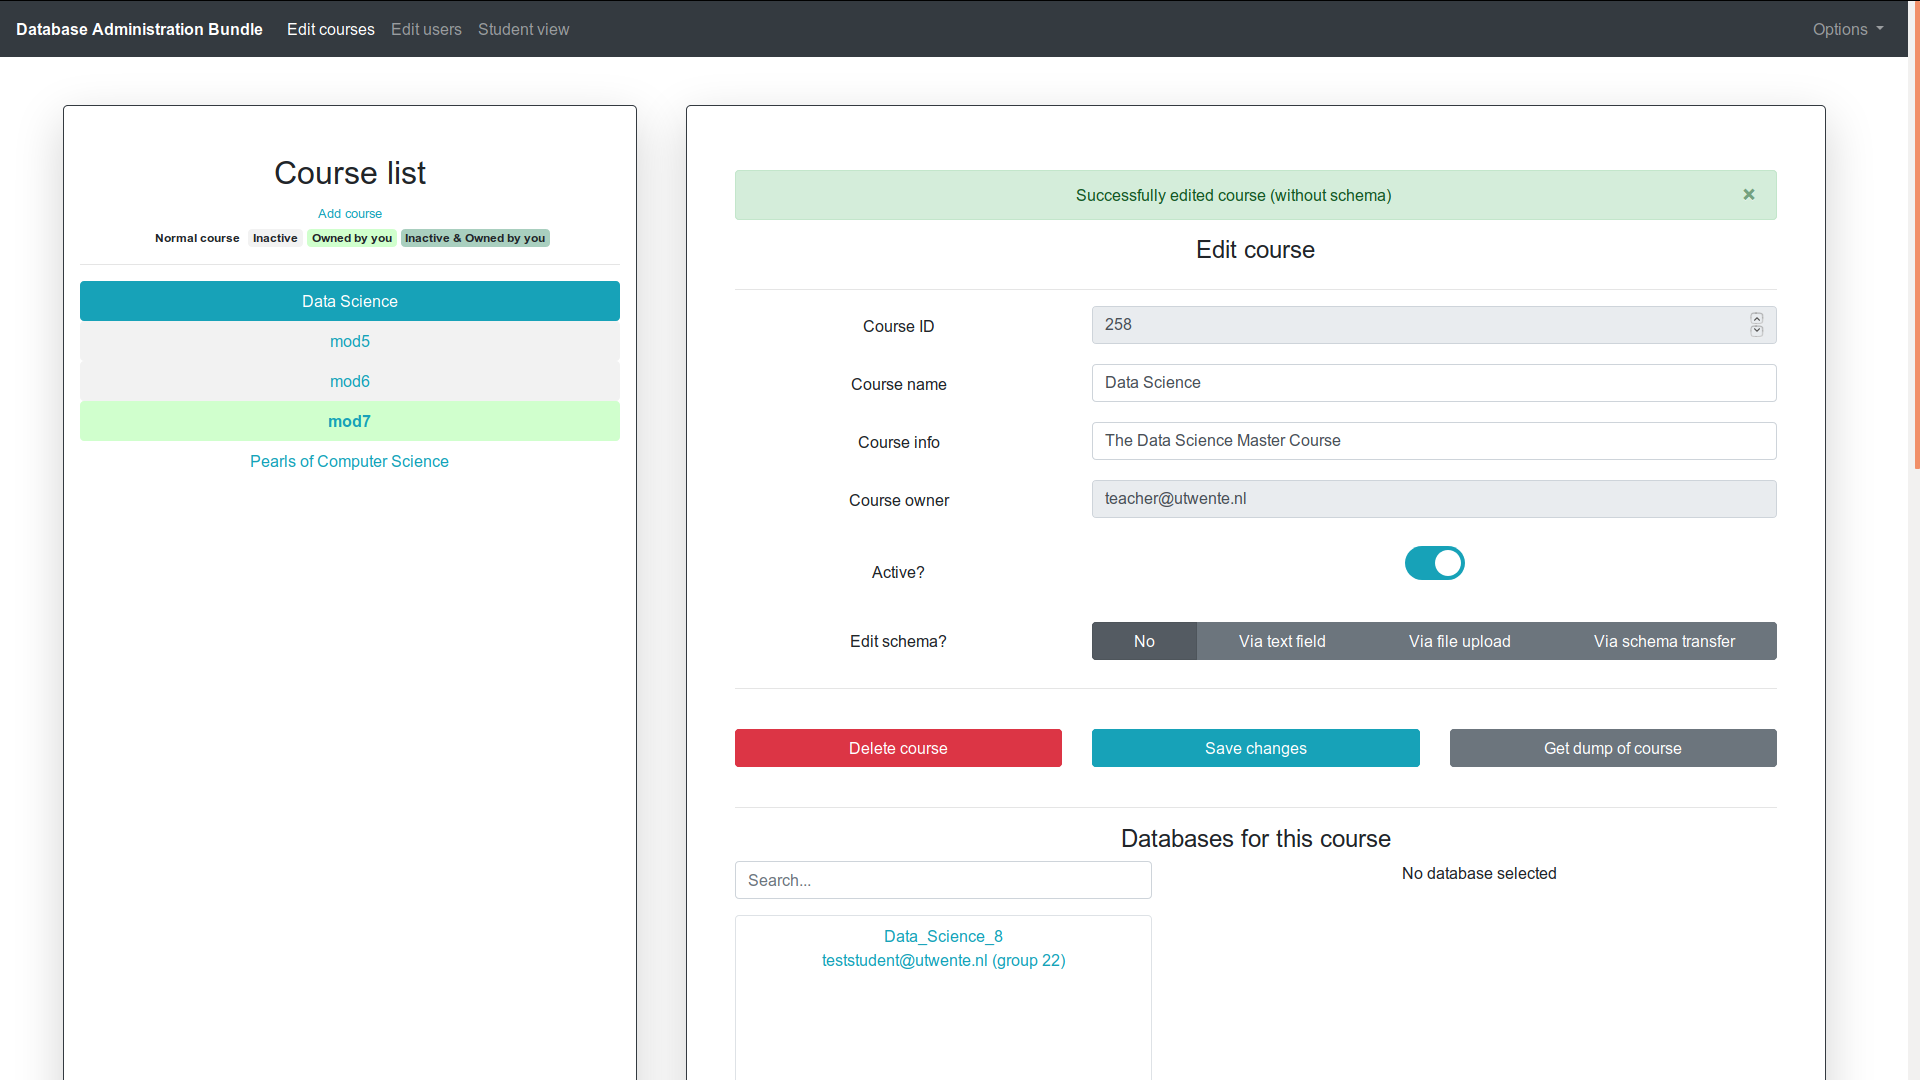 Database Administration Bundle Edit courses Edit users Student view Options
Course list
Add course
Normal course Inactive Owned by you Inactive & Owned by you
Data Science
mod5
mod6
mod7
Pearls of Computer Science
Successfully edited course (without schema) ×
Edit course
Course ID 258
Course name Data Science
Course info The Data Science Master Course
Course owner teacher@utwente.nl
Active?
Edit schema? No Via text field Via file upload Via schema transfer
Delete course Save changes Get dump of course
Databases for this course
Search... No database selected
Data_Science_8
teststudent@utwente.nl (group 22)